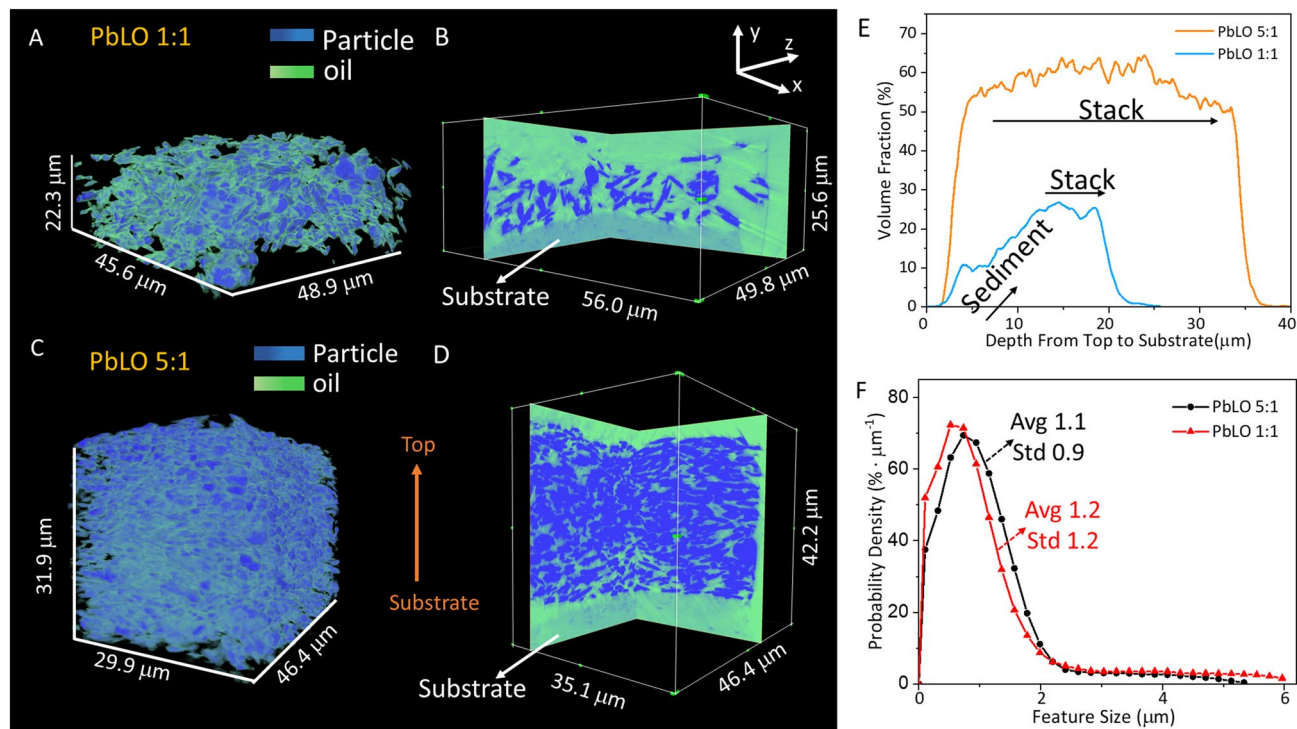 A
PbLO 1:1
Particle
oil
22.3 µm
45.6 µm
48.9 µm
B
y
z
x
Substrate
56.0 µm
49.8 µm
25.6 µm
C
PbLO 5:1
Particle
oil
31.9 µm
29.9 µm
46.4 µm
Top
Substrate
D
42.2 µm
Substrate
35.1 µm
46.4 µm
E
PbLO 5:1
PbLO 1:1
Stack
Stack
Sediment
Volume Fraction (%)
70
60
50
40
30
20
10
0
0
10
20
30
40
Depth From Top to Substrate(µm)
F
PbLO 5:1
PbLO 1:1
Avg 1.1
Std 0.9
Avg 1.2
Std 1.2
Probability Density (% · µm⁻¹)
80
60
40
20
0
0
2
4
6
Feature Size (µm)